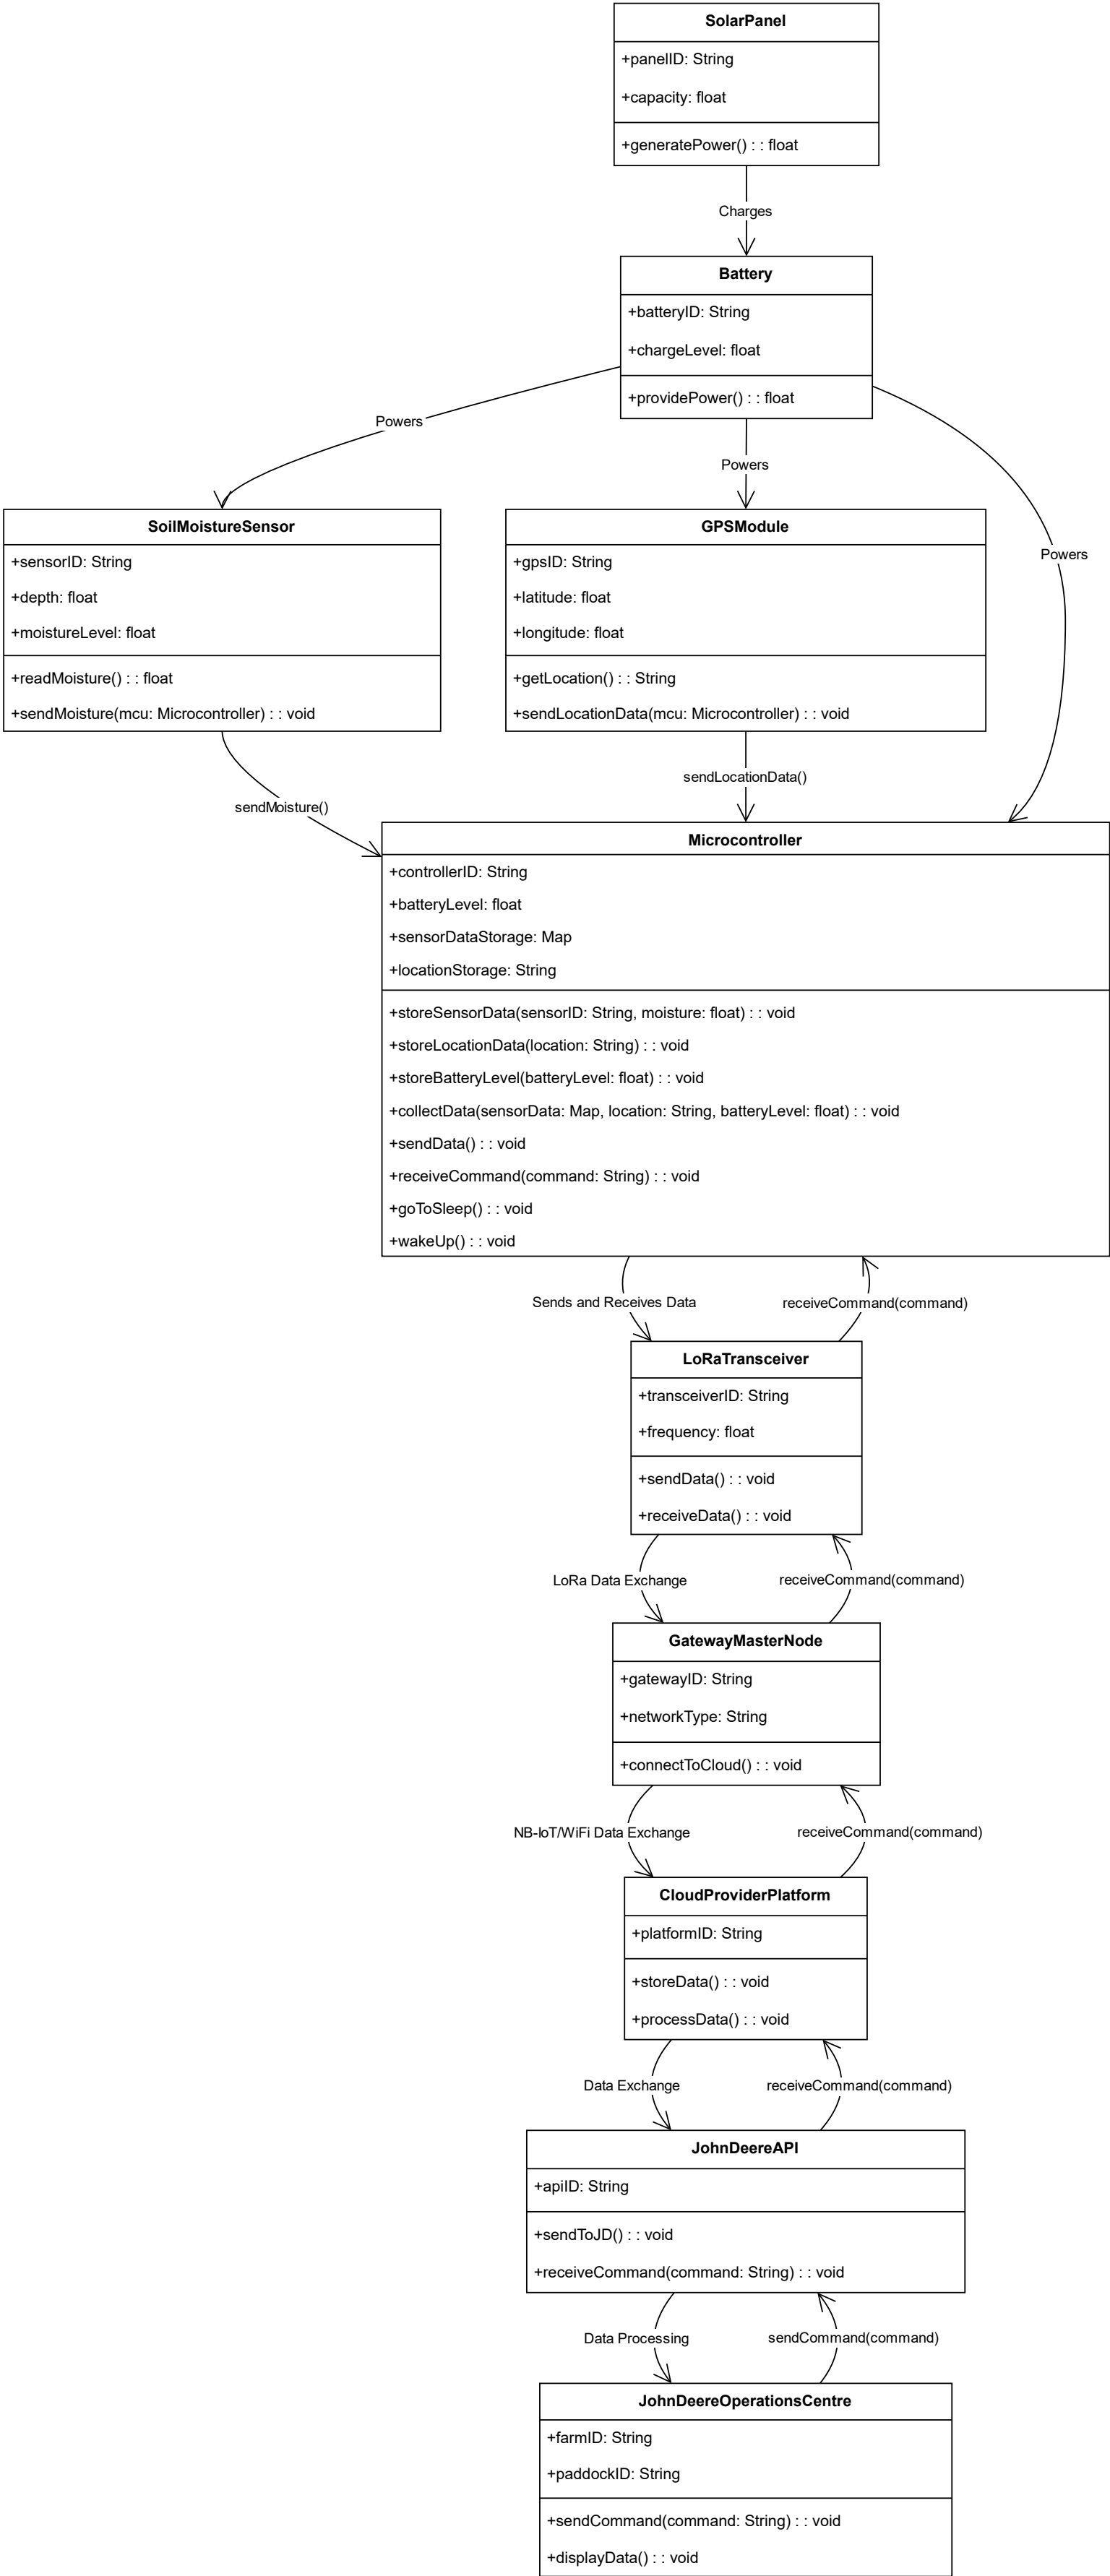 SolarPanel
+panelID: String
+capacity: float
+generatePower() : : float
Charges
Battery
+batteryID: String
+chargeLevel: float
+providePower() : : float
Powers
Powers
Powers
SoilMoistureSensor
+sensorID: String
+depth: float
+moistureLevel: float
+readMoisture() : : float
+sendMoisture(mcu: Microcontroller) : : void
GPSModule
+gpsID: String
+latitude: float
+longitude: float
+getLocation() : : String
+sendLocationData(mcu: Microcontroller) : : void
sendMoisture()
sendLocationData()
Microcontroller
+controllerID: String
+batteryLevel: float
+sensorDataStorage: Map
+locationStorage: String
+storeSensorData(sensorID: String, moisture: float) : : void
+storeLocationData(location: String) : : void
+storeBatteryLevel(batteryLevel: float) : : void
+collectData(sensorData: Map, location: String, batteryLevel: float) : : void
+sendData() : : void
+receiveCommand(command: String) : : void
+goToSleep() : : void
+wakeUp() : : void
Sends and Receives Data
receiveCommand(command)
LoRaTransceiver
+transceiverID: String
+frequency: float
+sendData() : : void
+receiveData() : : void
LoRa Data Exchange
receiveCommand(command)
GatewayMasterNode
+gatewayID: String
+networkType: String
+connectToCloud() : : void
NB-IoT/WiFi Data Exchange
receiveCommand(command)
CloudProviderPlatform
+platformID: String
+storeData() : : void
+processData() : : void
Data Exchange
receiveCommand(command)
JohnDeereAPI
+apiID: String
+sendToJD() : : void
+receiveCommand(command: String) : : void
Data Processing
sendCommand(command)
JohnDeereOperationsCentre
+farmID: String
+paddockID: String
+sendCommand(command: String) : : void
+displayData() : : void